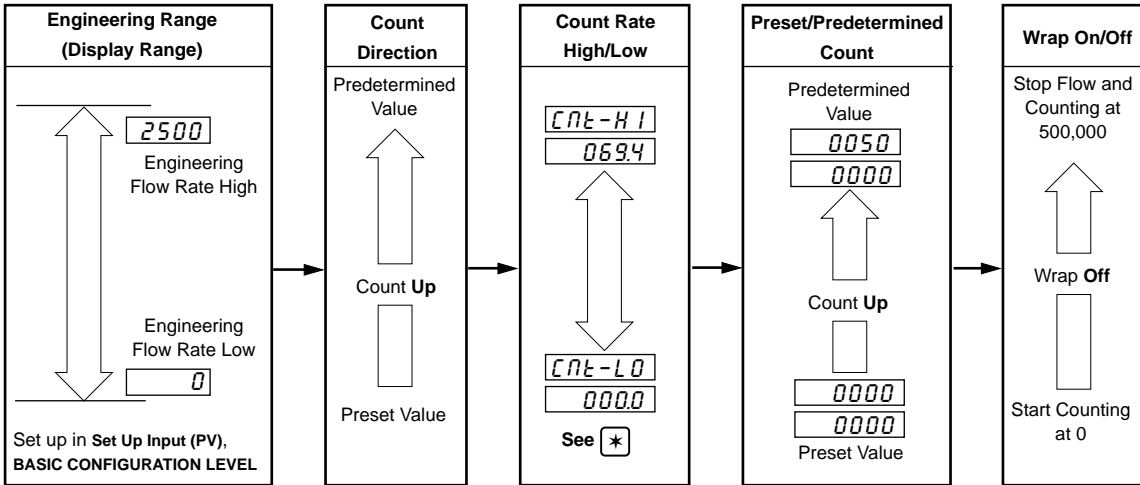 Engineering Range
(Display Range)
2500
Engineering
Flow Rate High
Engineering
Flow Rate Low
0
Set up in Set Up Input (PV),
BASIC CONFIGURATION LEVEL
Count
Direction
Predetermined
Value
Count Up
Preset Value
Count Rate
High/Low
Cnt-HI
069.4
Cnt-LO
000.0
See *
Preset/Predetermined
Count
Predetermined
Value
0050
0000
Count Up
0000
0000
Preset Value
Wrap On/Off
Stop Flow and
Counting at
500,000
Wrap Off
Start Counting
at 0